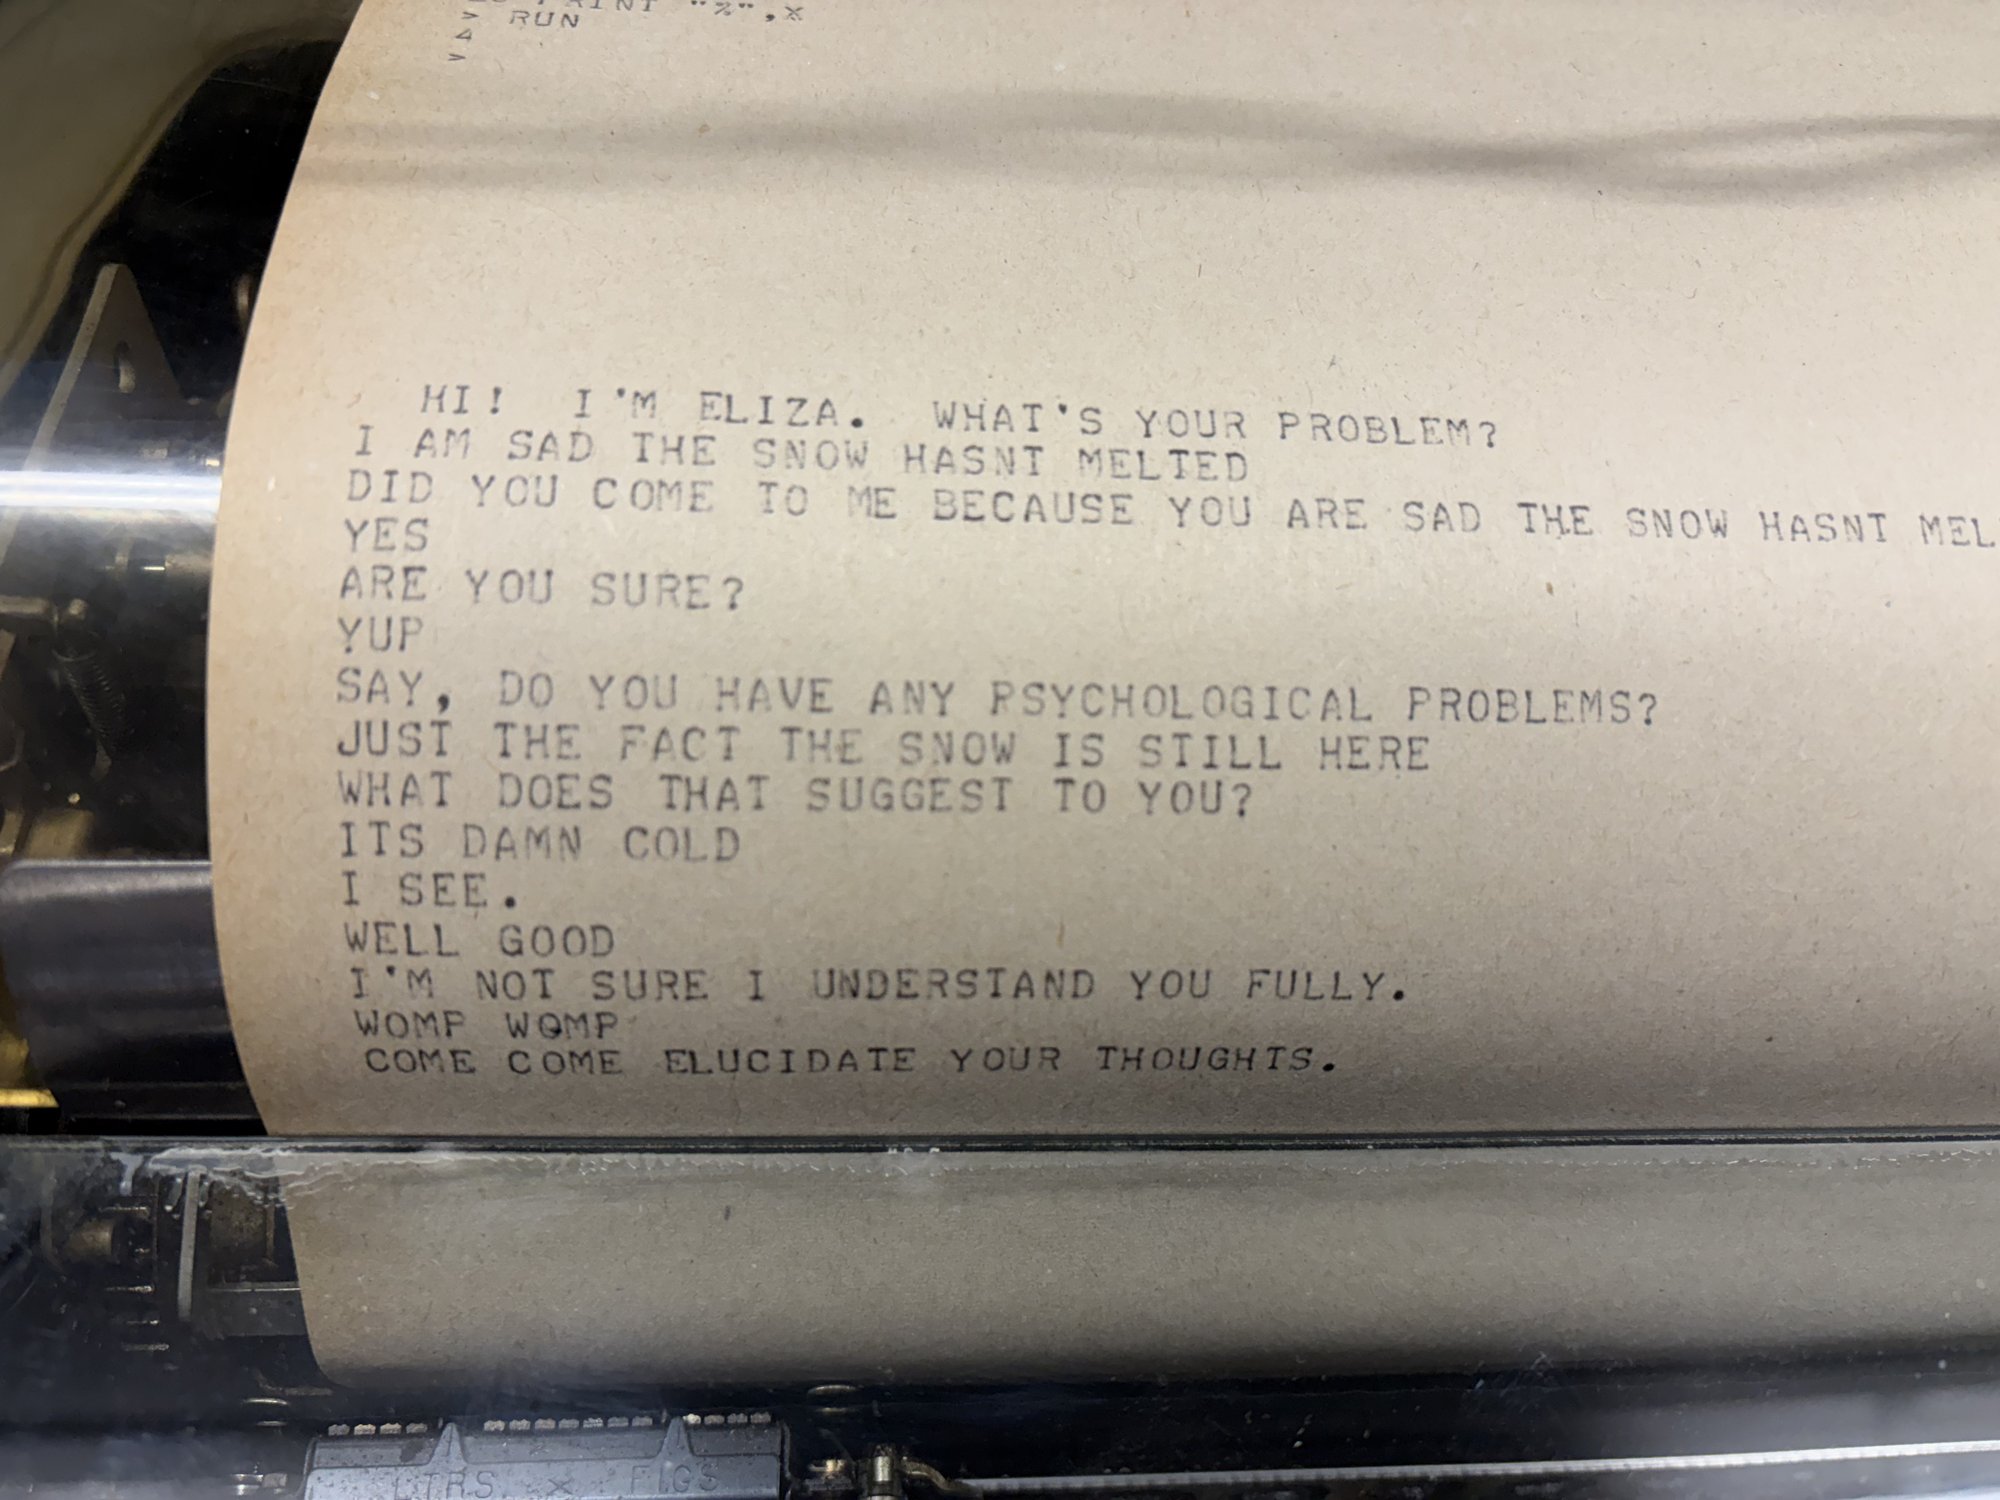 PRINT "%",X
RUN
HI! I'M ELIZA. WHAT'S YOUR PROBLEM?
I AM SAD THE SNOW HASNT MELTED
DID YOU COME TO ME BECAUSE YOU ARE SAD THE SNOW HASNT MEL
YES
ARE YOU SURE?
YUP
SAY, DO YOU HAVE ANY PSYCHOLOGICAL PROBLEMS?
JUST THE FACT THE SNOW IS STILL HERE
WHAT DOES THAT SUGGEST TO YOU?
ITS DAMN COLD
I SEE.
WELL GOOD
I'M NOT SURE I UNDERSTAND YOU FULLY.
WOMP WOMP
COME COME ELUCIDATE YOUR THOUGHTS.
LTRS. X FIGS